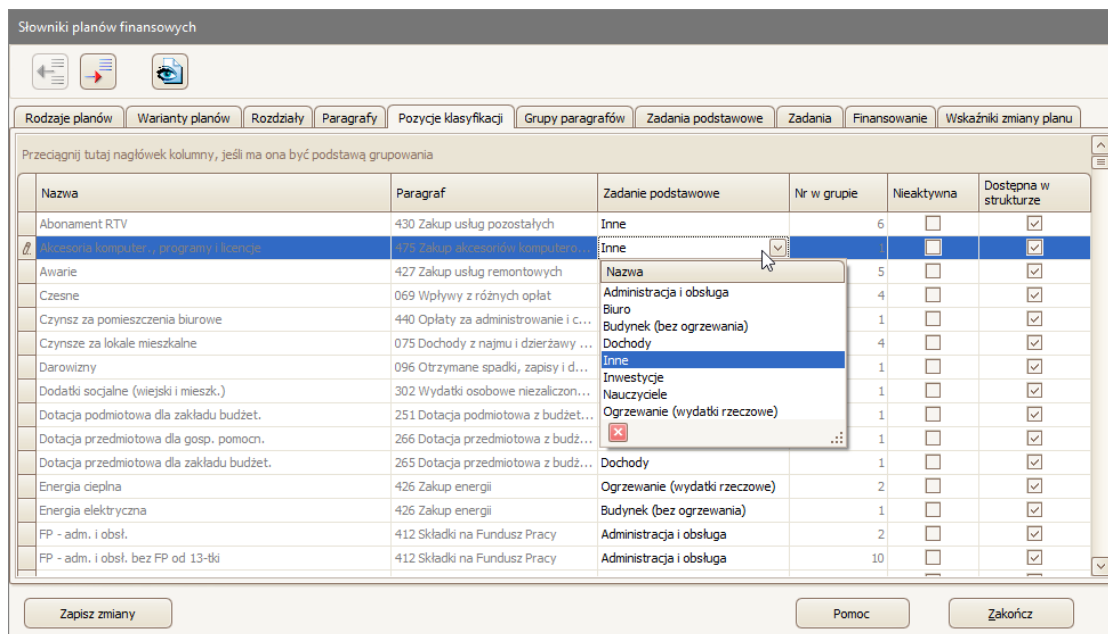 Słowniki planów finansowych
Rodzaje planów Warianty planów Rozdziały Paragrafy Pozycje klasyfikacji Grupy paragrafów Zadania podstawowe Zadania Finansowanie Wskaźniki zmiany planu
Przeciągnij tutaj nagłówek kolumny, jeśli ma ona być podstawą grupowania
Nazwa Paragraf Zadanie podstawowe Nr w grupie Nieaktywna Dostępna w strukturze
Abonament RTV 430 Zakup usług pozostałych Inne 6
Akcesoria komputer., programy i licencje 475 Zakup akcesoriów komputero... Inne 1
Awarie 427 Zakup usług remontowych 5
Czesne 069 Wpływy z różnych opłat 4
Czynsz za pomieszczenia biurowe 440 Opłaty za administrowanie i c... 1
Czynsze za lokale mieszkalne 075 Dochody z najmu i dzierżawy ... 4
Darowizny 096 Otrzymane spadki, zapisy i d... 1
Dodatki socjalne (wiejski i mieszk.) 302 Wydatki osobowe niezaliczon... 1
Dotacja podmiotowa dla zakładu budżet. 251 Dotacja podmiotowa z budżet... 1
Dotacja przedmiotowa dla gosp. pomocn. 266 Dotacja przedmiotowa z budż... 1
Nazwa
Administracja i obsługa
Biuro
Budynek (bez ogrzewania)
Dochody
Inne
Inwestycje
Nauczyciele
Ogrzewanie (wydatki rzeczowe)
Dotacja przedmiotowa dla zakładu budżet. 265 Dotacja przedmiotowa z budż... Dochody 1
Energia cieplna 426 Zakup energii Ogrzewanie (wydatki rzeczowe) 2
Energia elektryczna 426 Zakup energii Budynek (bez ogrzewania) 1
FP - adm. i obsł. 412 Składki na Fundusz Pracy Administracja i obsługa 2
FP - adm. i obsł. bez FP od 13-tki 412 Składki na Fundusz Pracy Administracja i obsługa 10
Zapisz zmiany Pomoc Zakończ